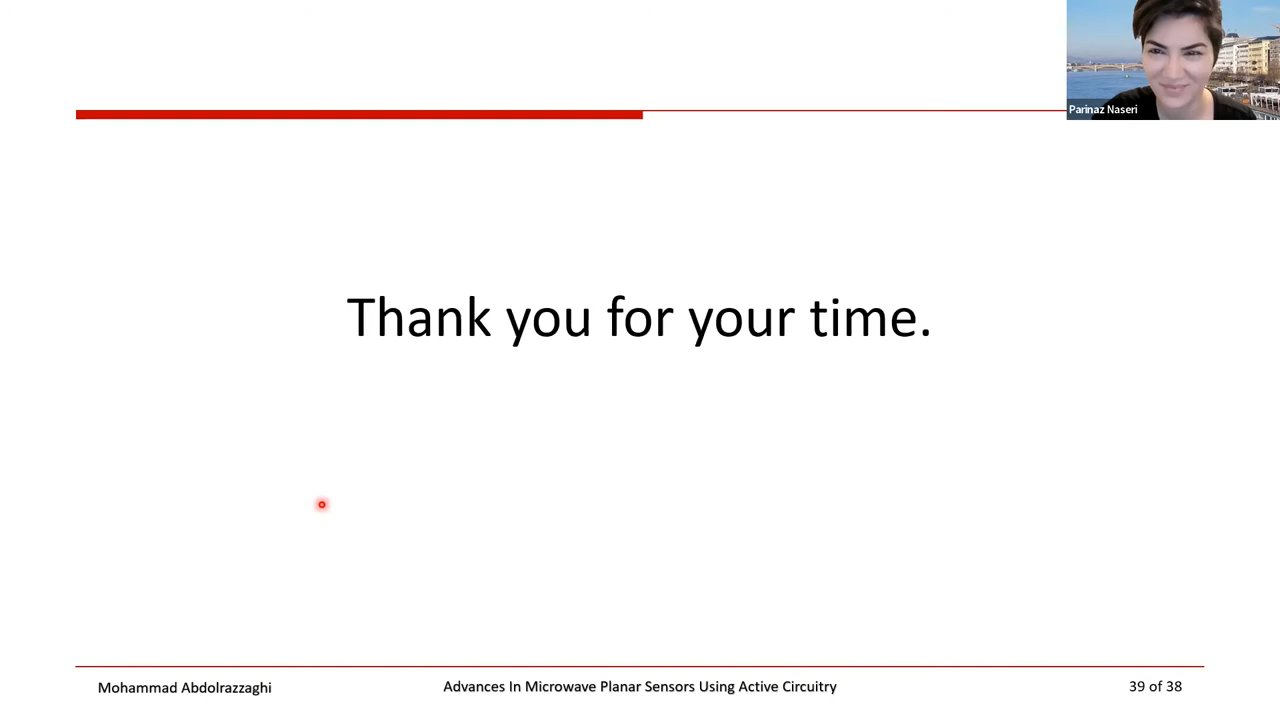 Parinaz Naseri
Thank you for your time.
Mohammad Abdolrazzaghi
Advances In Microwave Planar Sensors Using Active Circuitry
39 of 38